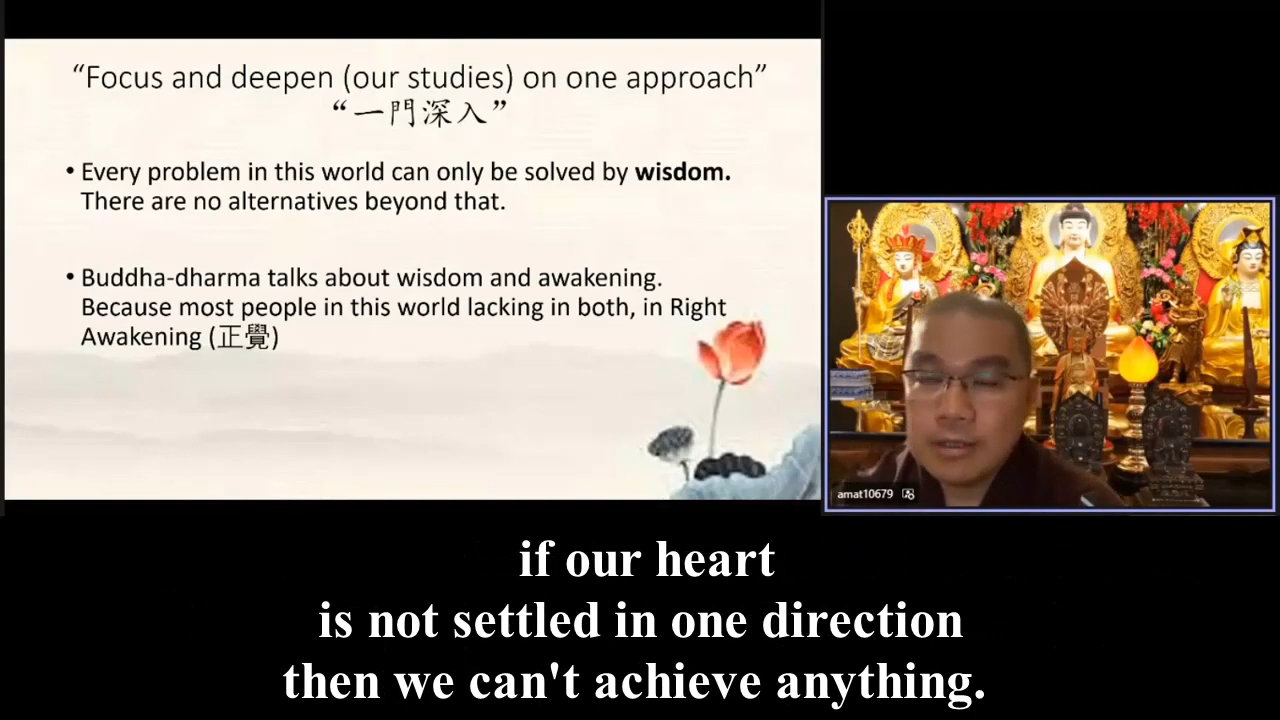 “Focus and deepen (our studies) on one approach”
“一門深入”
• Every problem in this world can only be solved by wisdom.
There are no alternatives beyond that.
• Buddha-dharma talks about wisdom and awakening.
Because most people in this world lacking in both, in Right
Awakening (正覺)
amat10679
if our heart
is not settled in one direction
then we can't achieve anything.